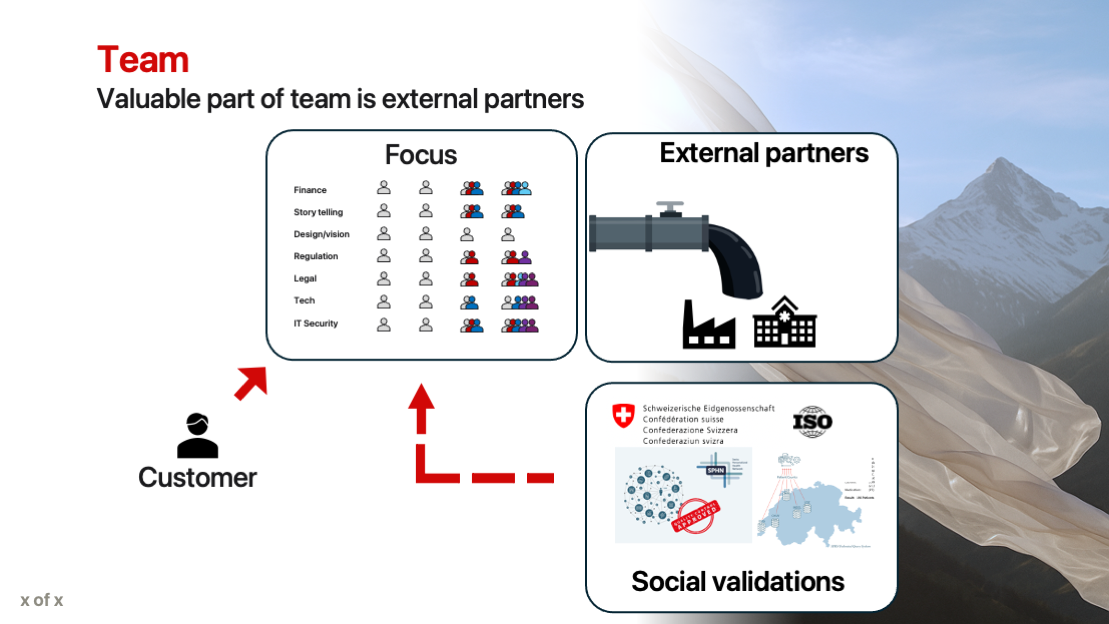 Team
Valuable part of team is external partners
Focus
Finance
Story telling
Design/vision
Regulation
Legal
Tech
IT Security
External partners
Customer
Schweizerische Eidgenossenschaft
Confédération suisse
Confederazione Svizzera
Confederaziun svizra
ISO
SPHN
APPROVED
Social validations
x of x